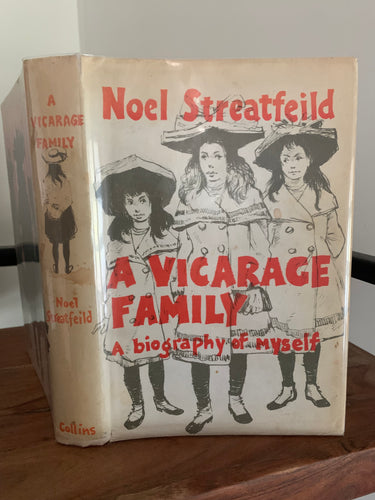 A
VICARAGE
FAMILY
Noel
Streatfeild
Collins
Noel Streatfeild
A VICARAGE
FAMILY
A biography of myself